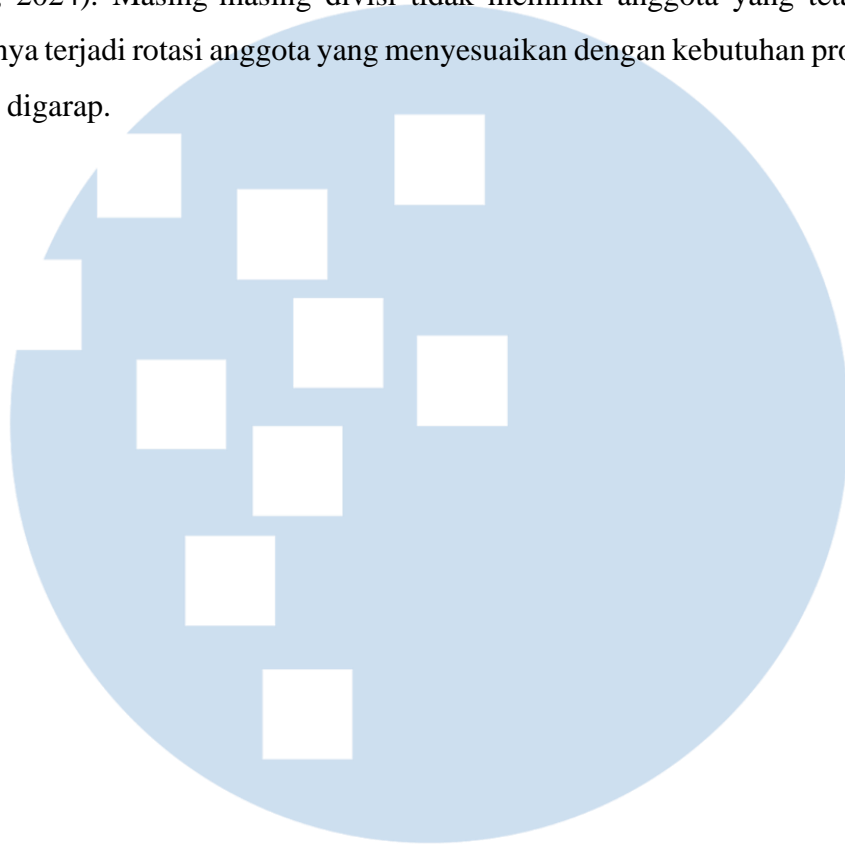 2024). Masing-masing divisi tidak memiliki anggota yang
nya terjadi rotasi anggota yang menyesuaikan dengan kebutuhan
digarap.